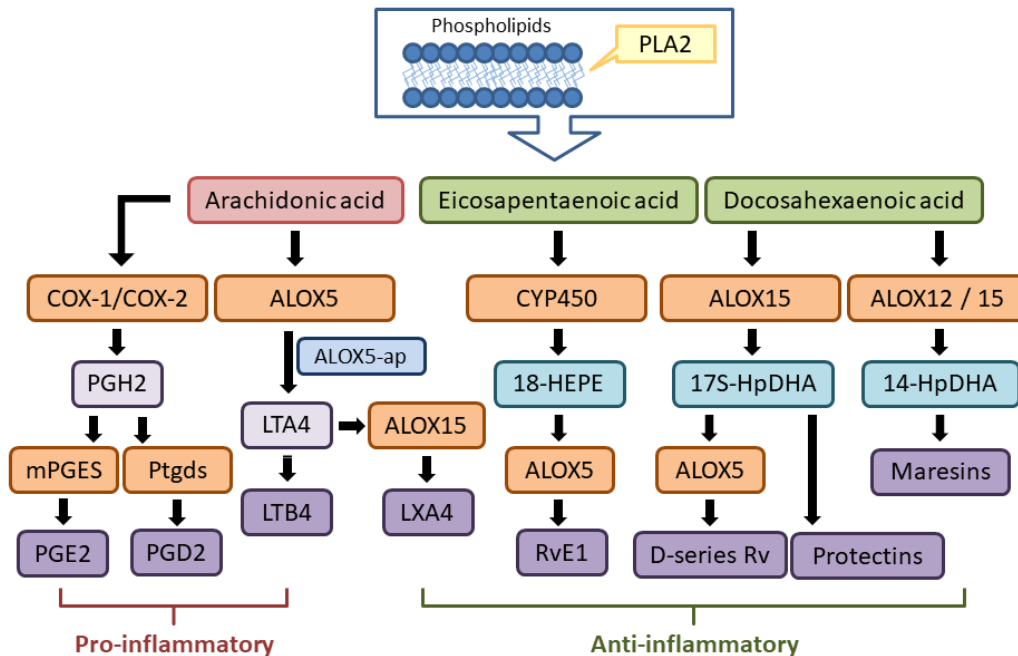 Phospholipids
PLA2
Arachidonic acid
Eicosapentaenoic acid
Docosahexaenoic acid
COX-1/COX-2
ALOX5
CYP450
ALOX15
ALOX12 / 15
ALOX5-ap
PGH2
18-HEPE
17S-HpDHA
14-HpDHA
LTA4
ALOX15
mPGES
Ptgds
ALOX5
ALOX5
Maresins
LTB4
LXA4
PGE2
PGD2
RvE1
D-series Rv
Protectins
Pro-inflammatory
Anti-inflammatory